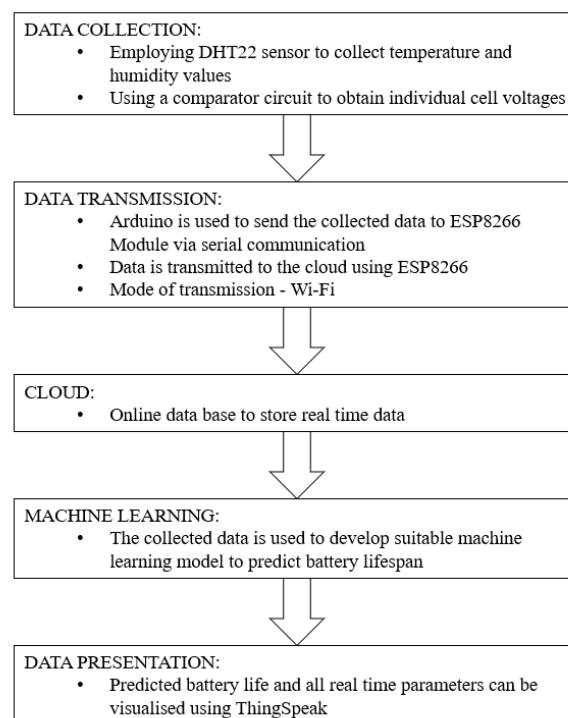 DATA COLLECTION:
• Employing DHT22 sensor to collect temperature and
humidity values
• Using a comparator circuit to obtain individual cell voltages
DATA TRANSMISSION:
• Arduino is used to send the collected data to ESP8266
Module via serial communication
• Data is transmitted to the cloud using ESP8266
• Mode of transmission - Wi-Fi
CLOUD:
• Online data base to store real time data
MACHINE LEARNING:
• The collected data is used to develop suitable machine
learning model to predict battery lifespan
DATA PRESENTATION:
• Predicted battery life and all real time parameters can be
visualised using ThingSpeak